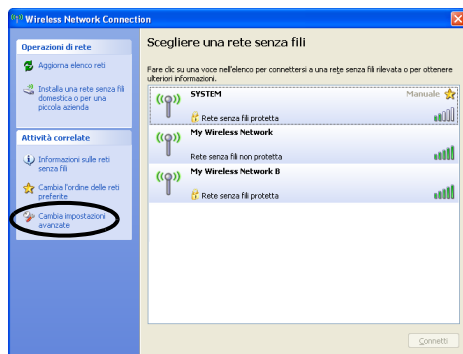 Wireless Network Connection
Operazioni di rete
Aggiorna elenco reti
Installa una rete senza fili
domestica o per una
piccola azienda
Attività correlate
Informazioni sulle reti
senza fili
Cambia l'ordine delle reti
preferite
Cambia impostazioni
avanzate
Scegliere una rete senza fili
Fare clic su una voce nell'elenco per connettersi a una rete senza fili rilevata o per ottenere
ulteriori informazioni.
SYSTEM Manuale
Rete senza fili protetta
My Wireless Network
Rete senza fili non protetta
My Wireless Network B
Rete senza fili protetta
Connetti